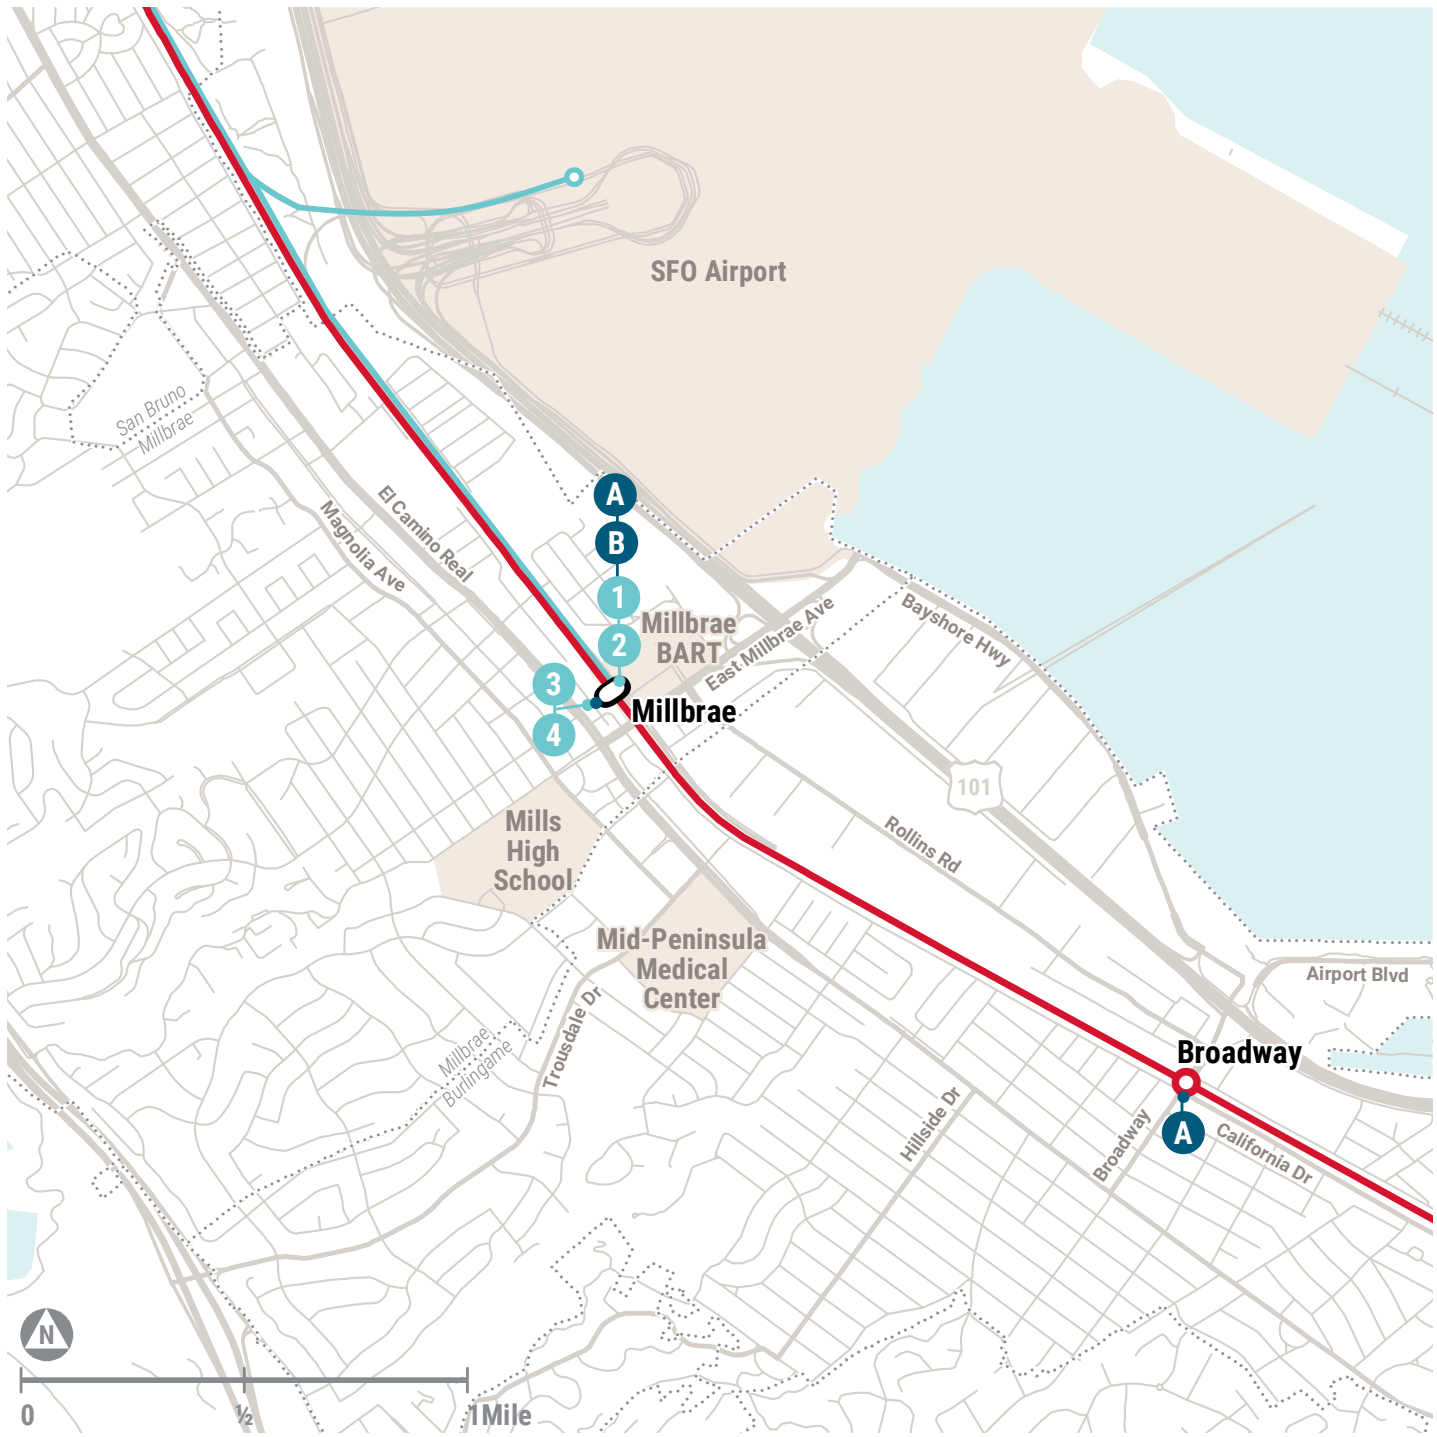 SFO Airport
San Bruno
Millbrae
El Camino Real
Magnolia Ave
A
B
1
2
Millbrae
BART
East Millbrae Ave
Bayshore Hwy
3
4
Millbrae
101
Rollins Rd
Mills
High
School
Mid-Peninsula
Medical
Center
Trousdale Dr
Millbrae
Burlingame
Airport Blvd
Broadway
A
Hillside Dr
Broadway
California Dr
N
0
½
1Mile